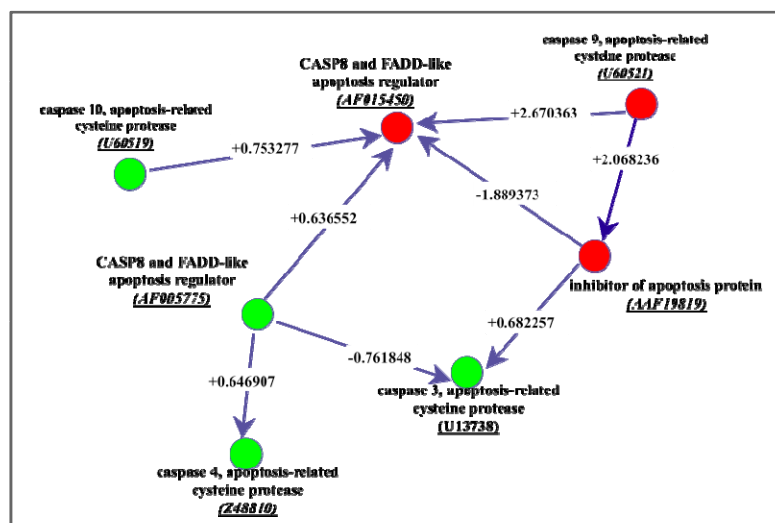 caspase 9, apoptosis-related
cysteine protease
(U60521)
CASP8 and FADD-like
apoptosis regulator
(AF015450)
caspase 10, apoptosis-related
cysteine protease
(U60519)
+2.670363
+0.753277
+2.068236
-1.889373
+0.636552
CASP8 and FADD-like
apoptosis regulator
(AF005775)
inhibitor of apoptosis protein
(AAF19819)
+0.682257
-0.761848
+0.646907
caspase 3, apoptosis-related
cysteine protease
(U13738)
caspase 4, apoptosis-related
cysteine protease
(Z48810)